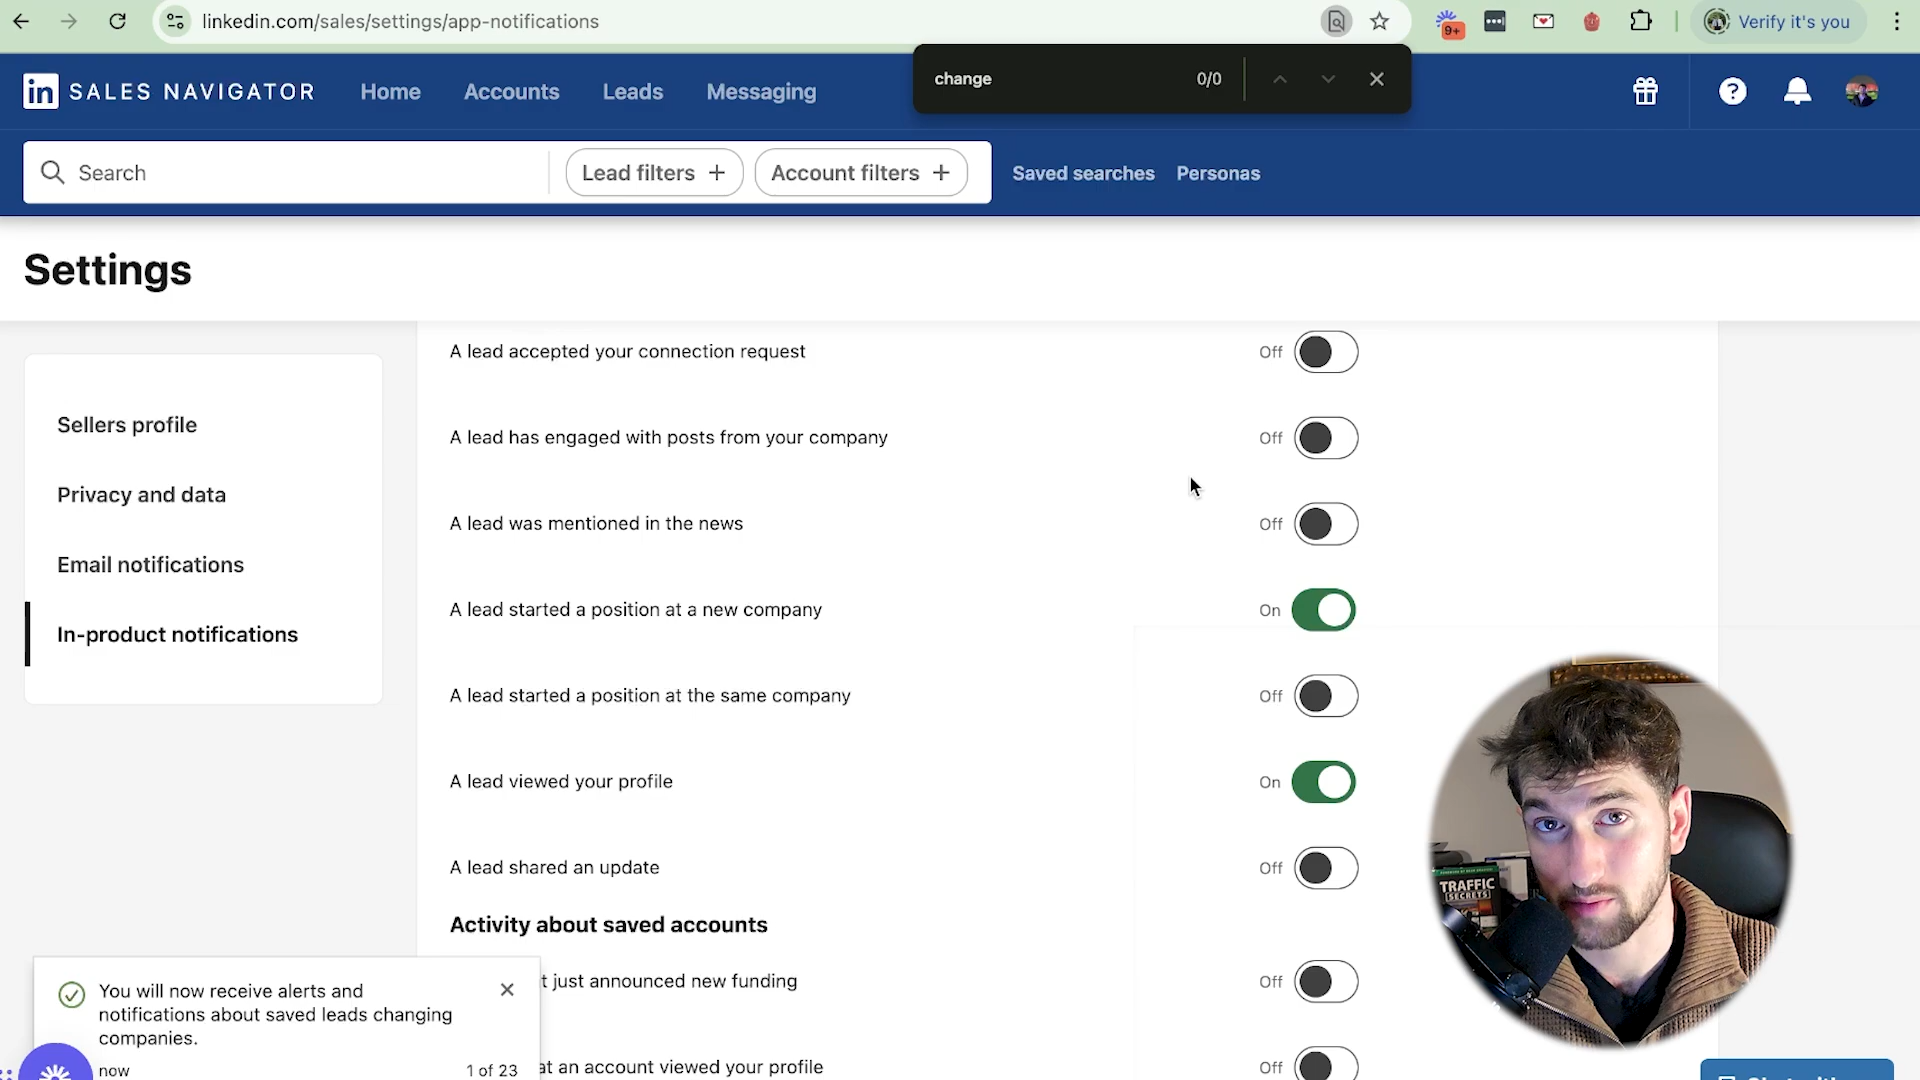 linkedin.com/sales/settings/app-notifications
9+
Verify it's you
change
0/0
in SALES NAVIGATOR
Home
Accounts
Leads
Messaging
Search
Lead filters +
Account filters +
Saved searches
Personas
Settings
Sellers profile
Privacy and data
Email notifications
In-product notifications
A lead accepted your connection request
Off
A lead has engaged with posts from your company
Off
A lead was mentioned in the news
Off
A lead started a position at a new company
On
A lead started a position at the same company
Off
A lead viewed your profile
On
A lead shared an update
Off
Activity about saved accounts
t just announced new funding
Off
at an account viewed your profile
Off
You will now receive alerts and
notifications about saved leads changing
companies.
now
1 of 23
TRAFFIC
SECRETS